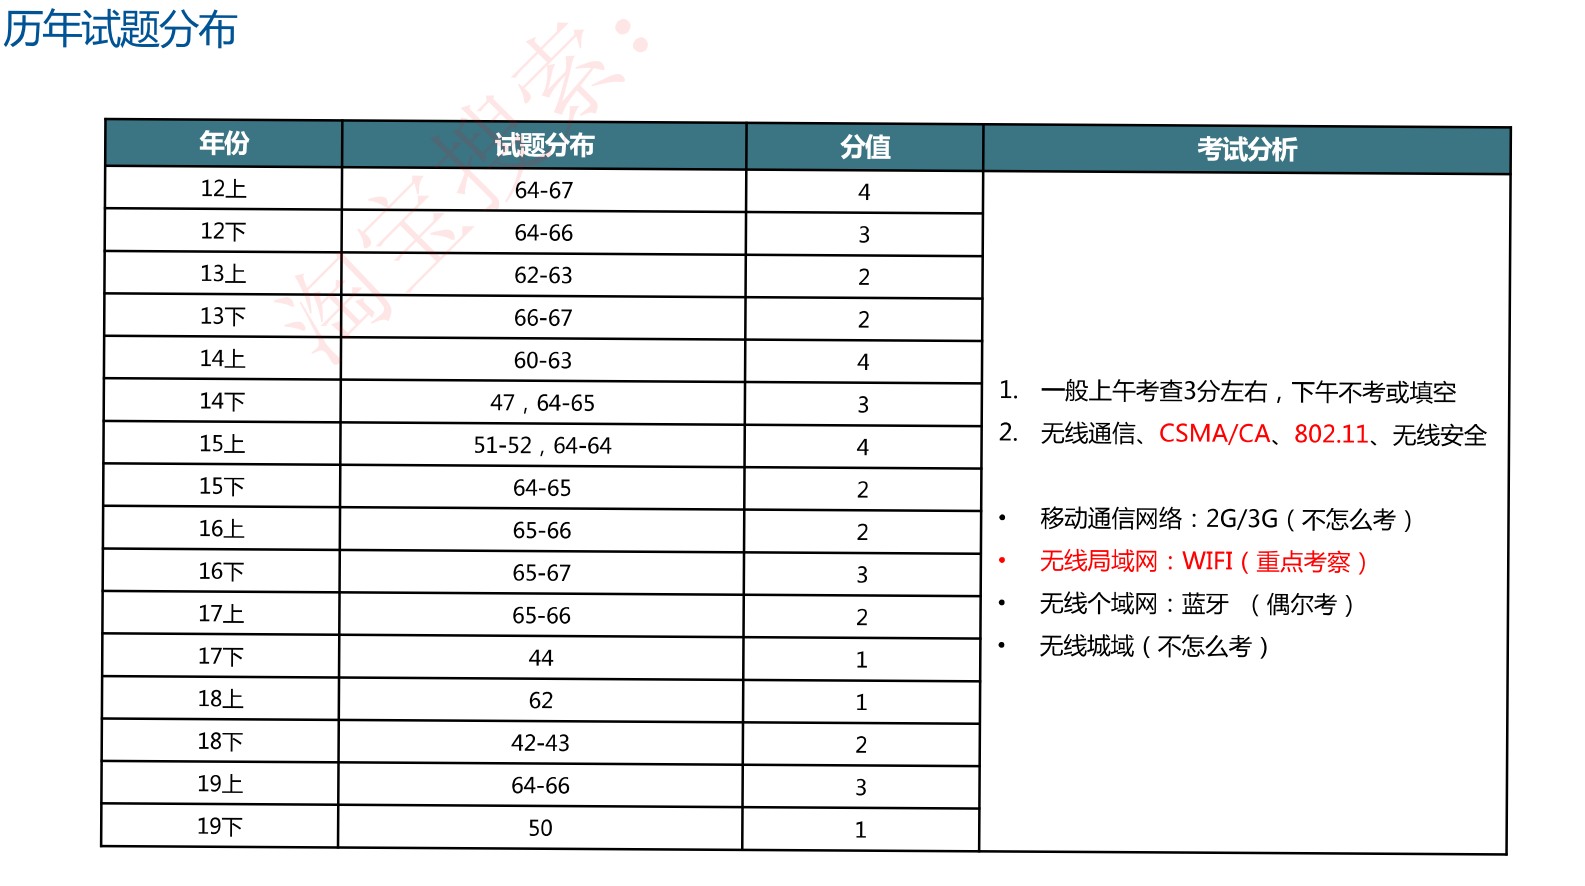 历年试题分布
淘宝搜索：
年份 试题分布 分值 考试分析
12上 64-67 4
12下 64-66 3
13上 62-63 2
13下 66-67 2
14上 60-63 4
14下 47，64-65 3
15上 51-52，64-64 4
15下 64-65 2
16上 65-66 2
16下 65-67 3
17上 65-66 2
17下 44 1
18上 62 1
18下 42-43 2
19上 64-66 3
19下 50 1
1. 一般上午考查3分左右，下午不考或填空
2. 无线通信、CSMA/CA、802.11、无线安全
• 移动通信网络：2G/3G（不怎么考）
• 无线局域网：WIFI（重点考察）
• 无线个域网：蓝牙 （偶尔考）
• 无线城域（不怎么考）